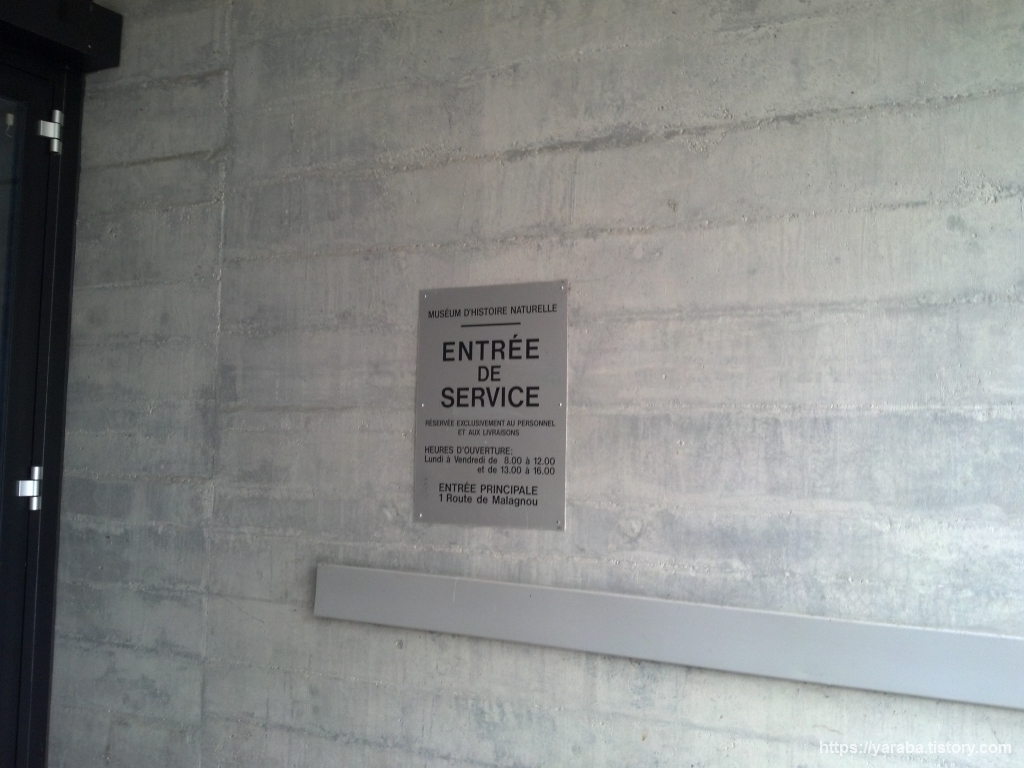 MUSÉUM D'HISTOIRE NATURELLE
ENTRÉE
DE
SERVICE
RÉSERVÉE EXCLUSIVEMENT AU PERSONNEL
ET AUX LIVRAISONS
HEURES D'OUVERTURE:
Lundi à Vendredi de 8.00 à 12.00
et de 13.00 à 16.00
ENTRÉE PRINCIPALE
1 Route de Malagnou
https://yaraba.tistory.com